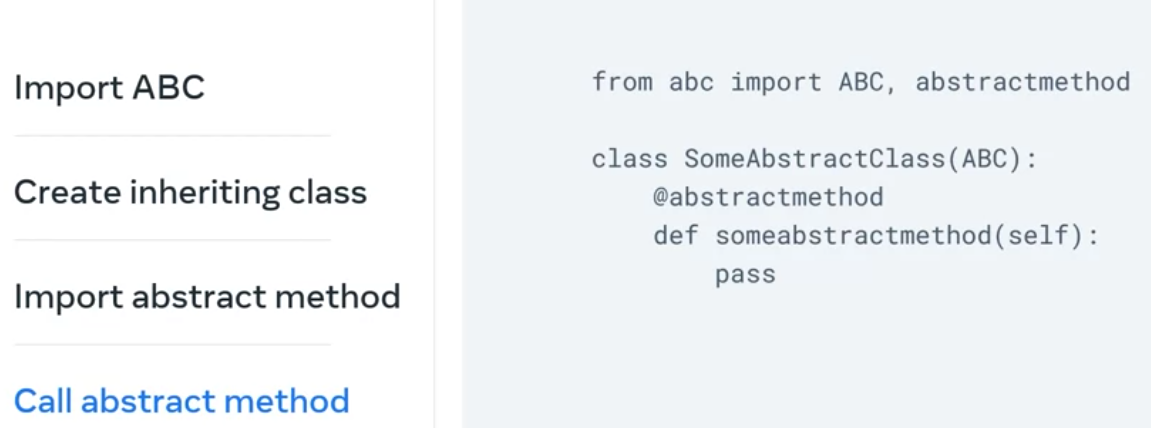 Import ABC
Create inheriting class
Import abstract method
Call abstract method
from abc import ABC, abstractmethod
class SomeAbstractClass(ABC):
    @abstractmethod
    def someabstractmethod(self):
        pass